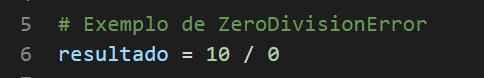 5 # Exemplo de ZeroDivisionError
6 resultado = 10 / 0